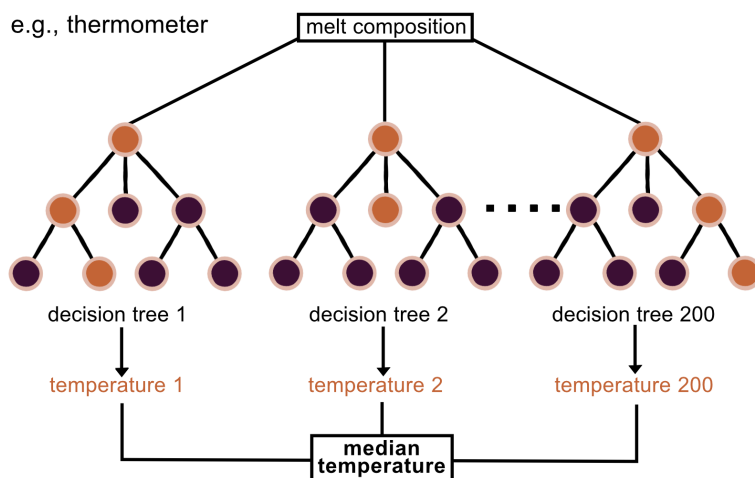 e.g., thermometer
melt composition
decision tree 1
decision tree 2
decision tree 200
temperature 1
temperature 2
temperature 200
median
temperature